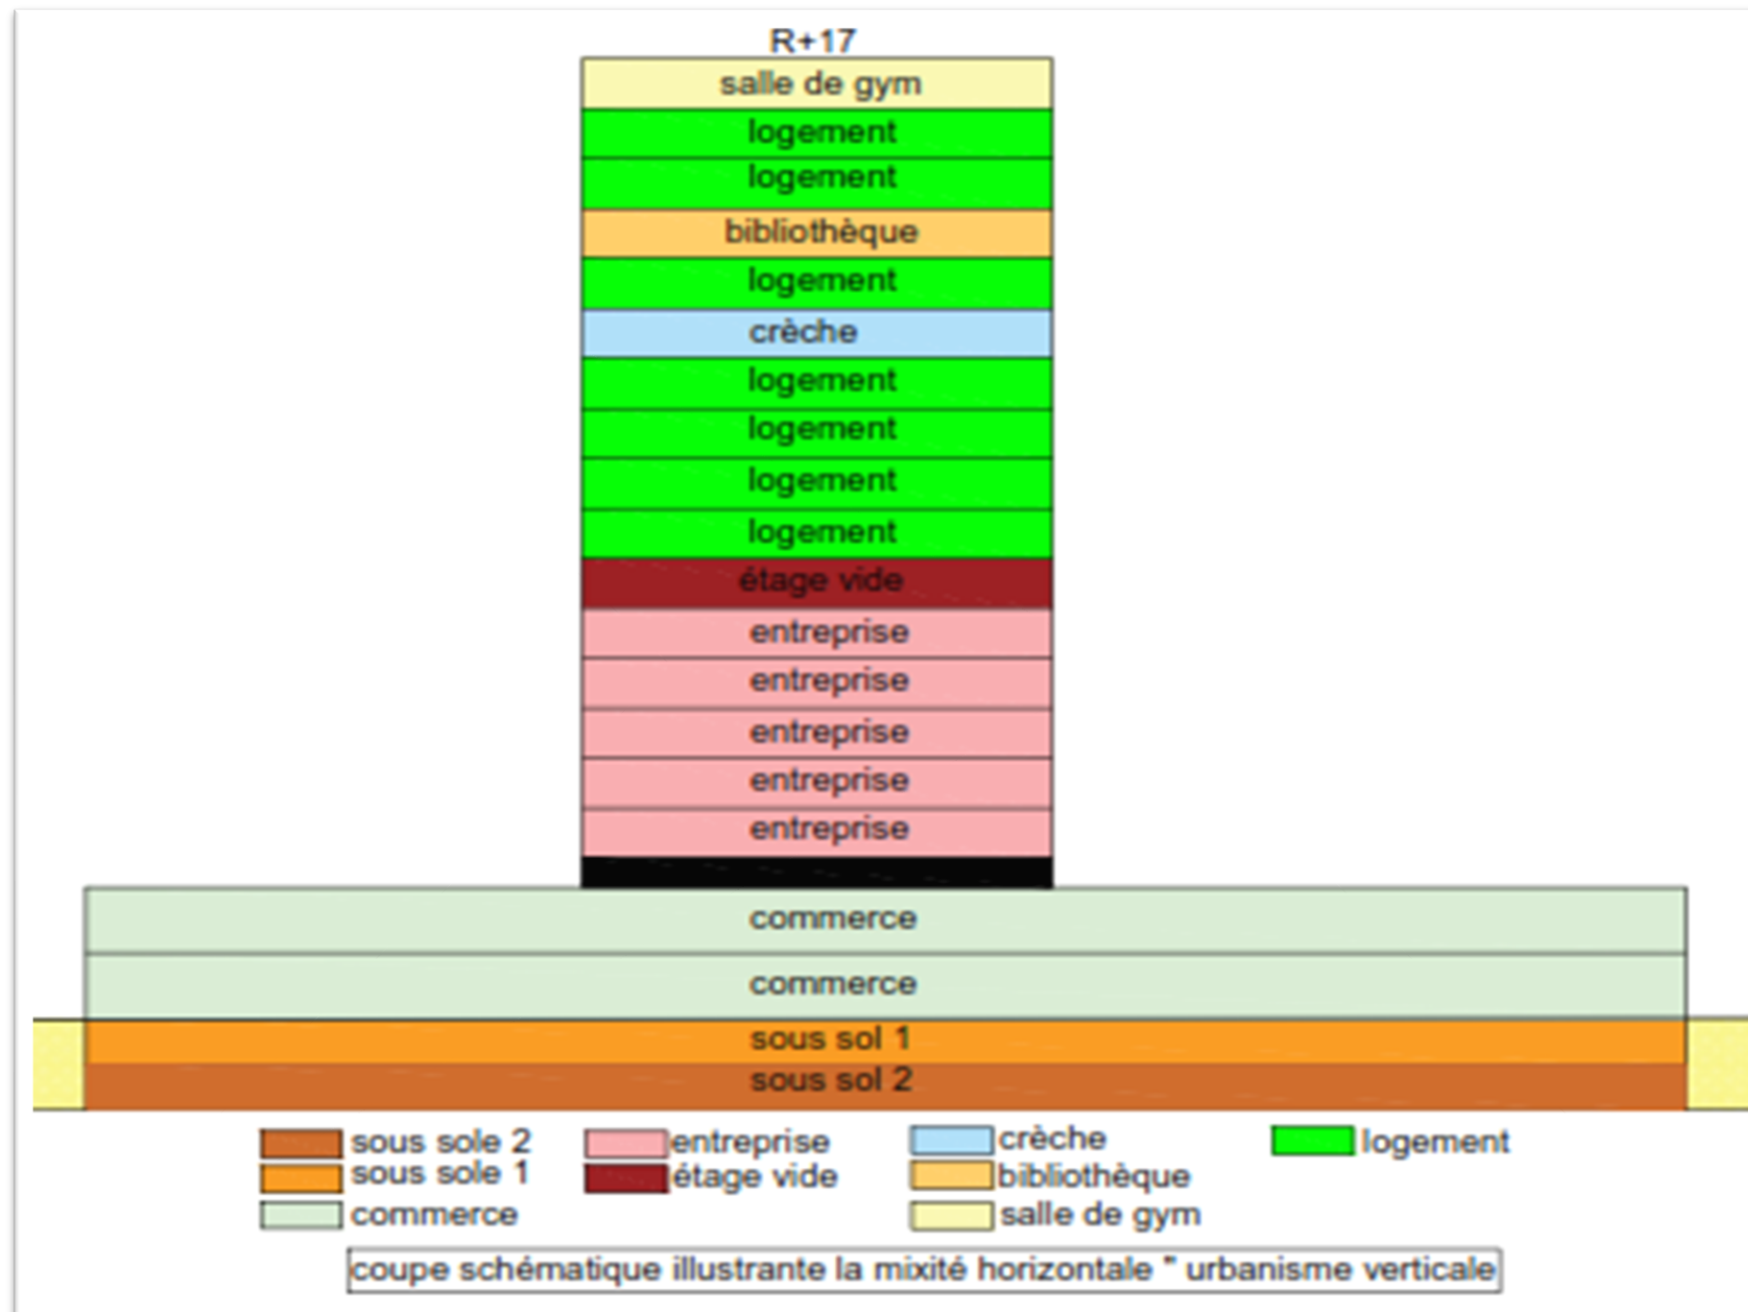 R+17
salle de gym
logement
logement
bibliothèque
logement
crèche
logement
logement
logement
logement
étage vide
entreprise
entreprise
entreprise
entreprise
entreprise
commerce
commerce
sous sol 1
sous sol 2
sous sole 2
sous sole 1
commerce
entreprise
étage vide
crèche
bibliothèque
salle de gym
logement
coupe schématique illustrante la mixité horizontale " urbanisme verticale